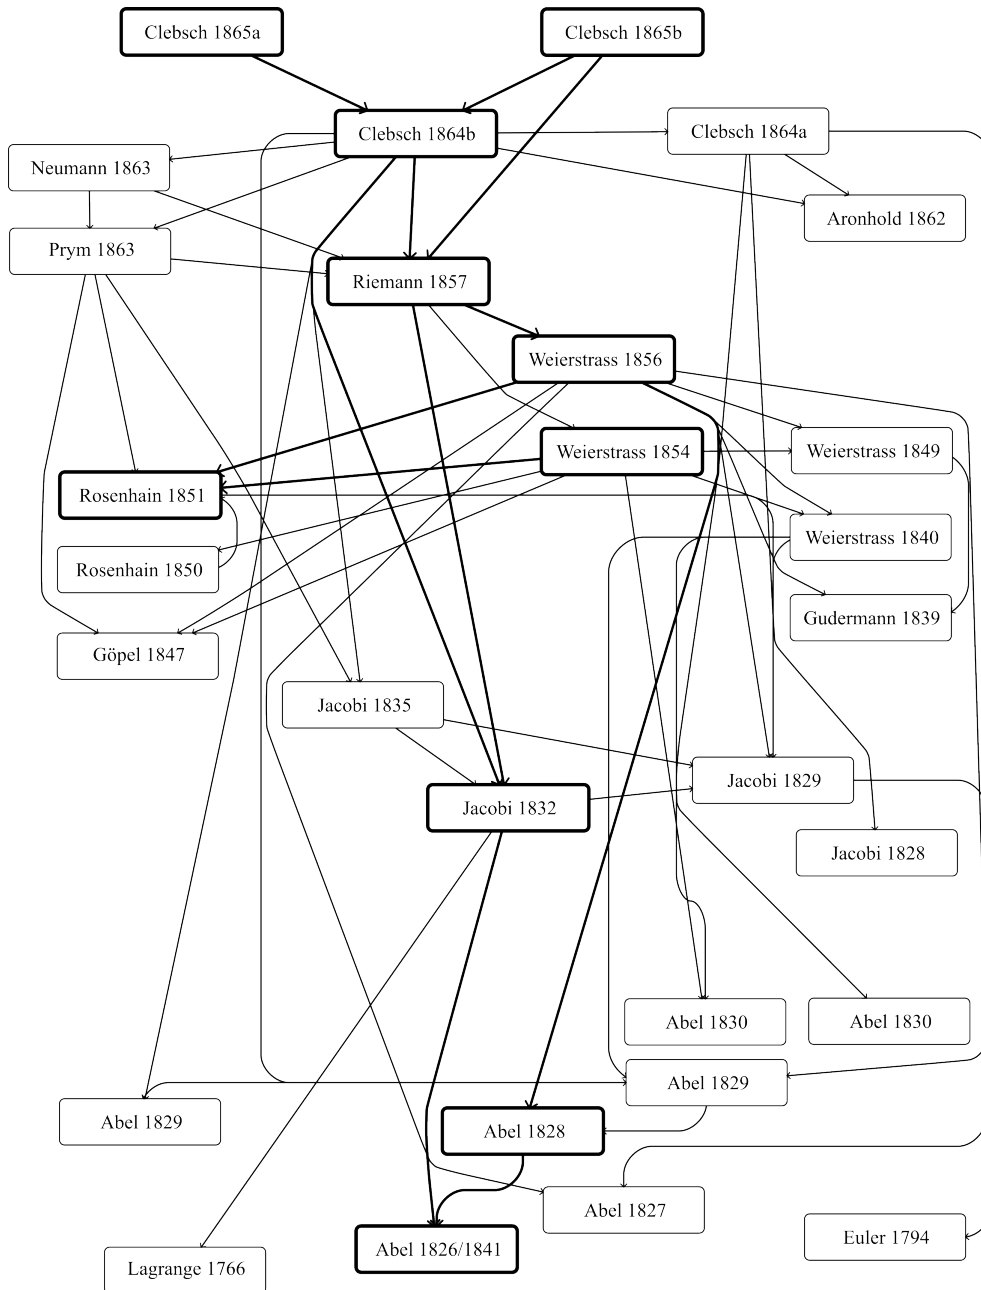 Clebsch 1865a
Clebsch 1865b
Clebsch 1864b
Clebsch 1864a
Neumann 1863
Aronhold 1862
Prym 1863
Riemann 1857
Weierstrass 1856
Weierstrass 1854
Weierstrass 1849
Rosenhain 1851
Weierstrass 1840
Rosenhain 1850
Gudermann 1839
Göpel 1847
Jacobi 1835
Jacobi 1829
Jacobi 1832
Jacobi 1828
Abel 1830
Abel 1830
Abel 1829
Abel 1829
Abel 1828
Abel 1827
Euler 1794
Abel 1826/1841
Lagrange 1766